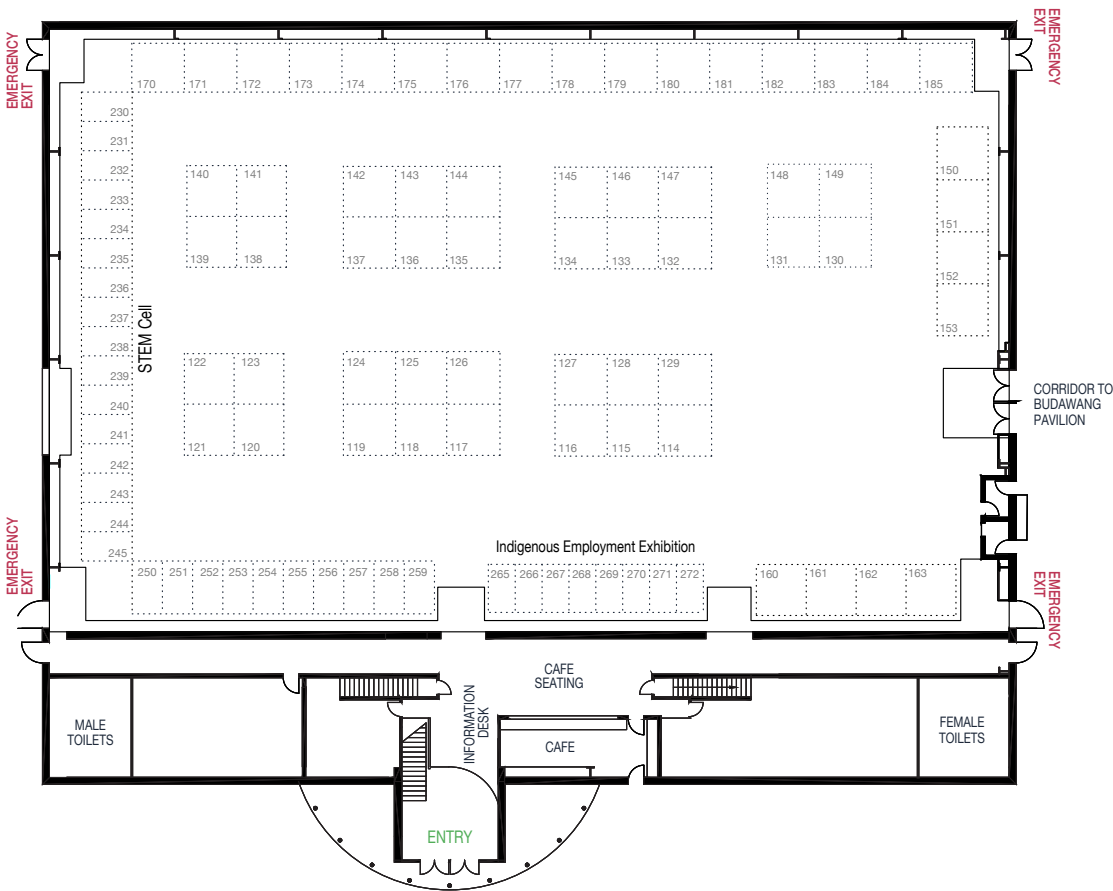 EMERGENCY
EXIT
EMERGENCY
EXIT
170 171 172 173 174 175 176 177 178 179 180 181 182 183 184 185
230
231
232
233
234
235
236
237
238
239
240
241
242
243
244
245
STEM Cell
140 141
139 138
142 143 144
137 136 135
145 146 147
134 133 132
148 149
131 130
150
151
152
153
122 123
121 120
124 125 126
119 118 117
127 128 129
116 115 114
CORRIDOR TO
BUDAWANG
PAVILION
EMERGENCY
EXIT
EMERGENCY
EXIT
Indigenous Employment Exhibition
250 251 252 253 254 255 256 257 258 259
265 266 267 268 269 270 271 272
160 161 162 163
MALE
TOILETS
INFORMATION
DESK
CAFE
SEATING
CAFE
FEMALE
TOILETS
ENTRY